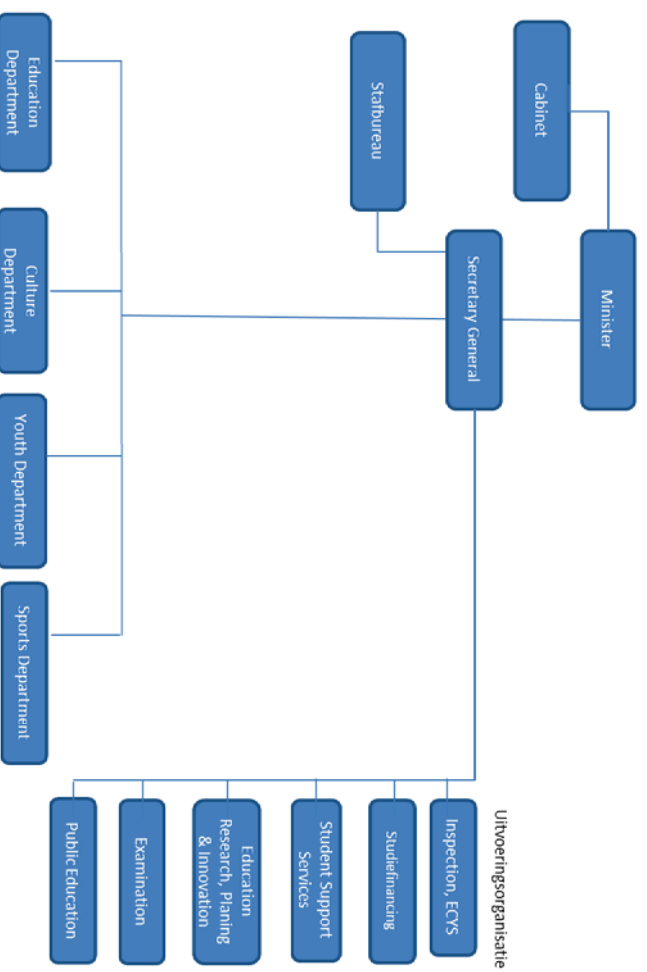 Minister
Cabinet
Secretary General
Stafbureau
Uitvoeringsorganisatie
Inspection, ECYS
Studiefinancing
Student Support
Services
Education
Research, Planing
& Innovation
Examination
Public Education
Education
Department
Culture
Department
Youth Department
Sports Department